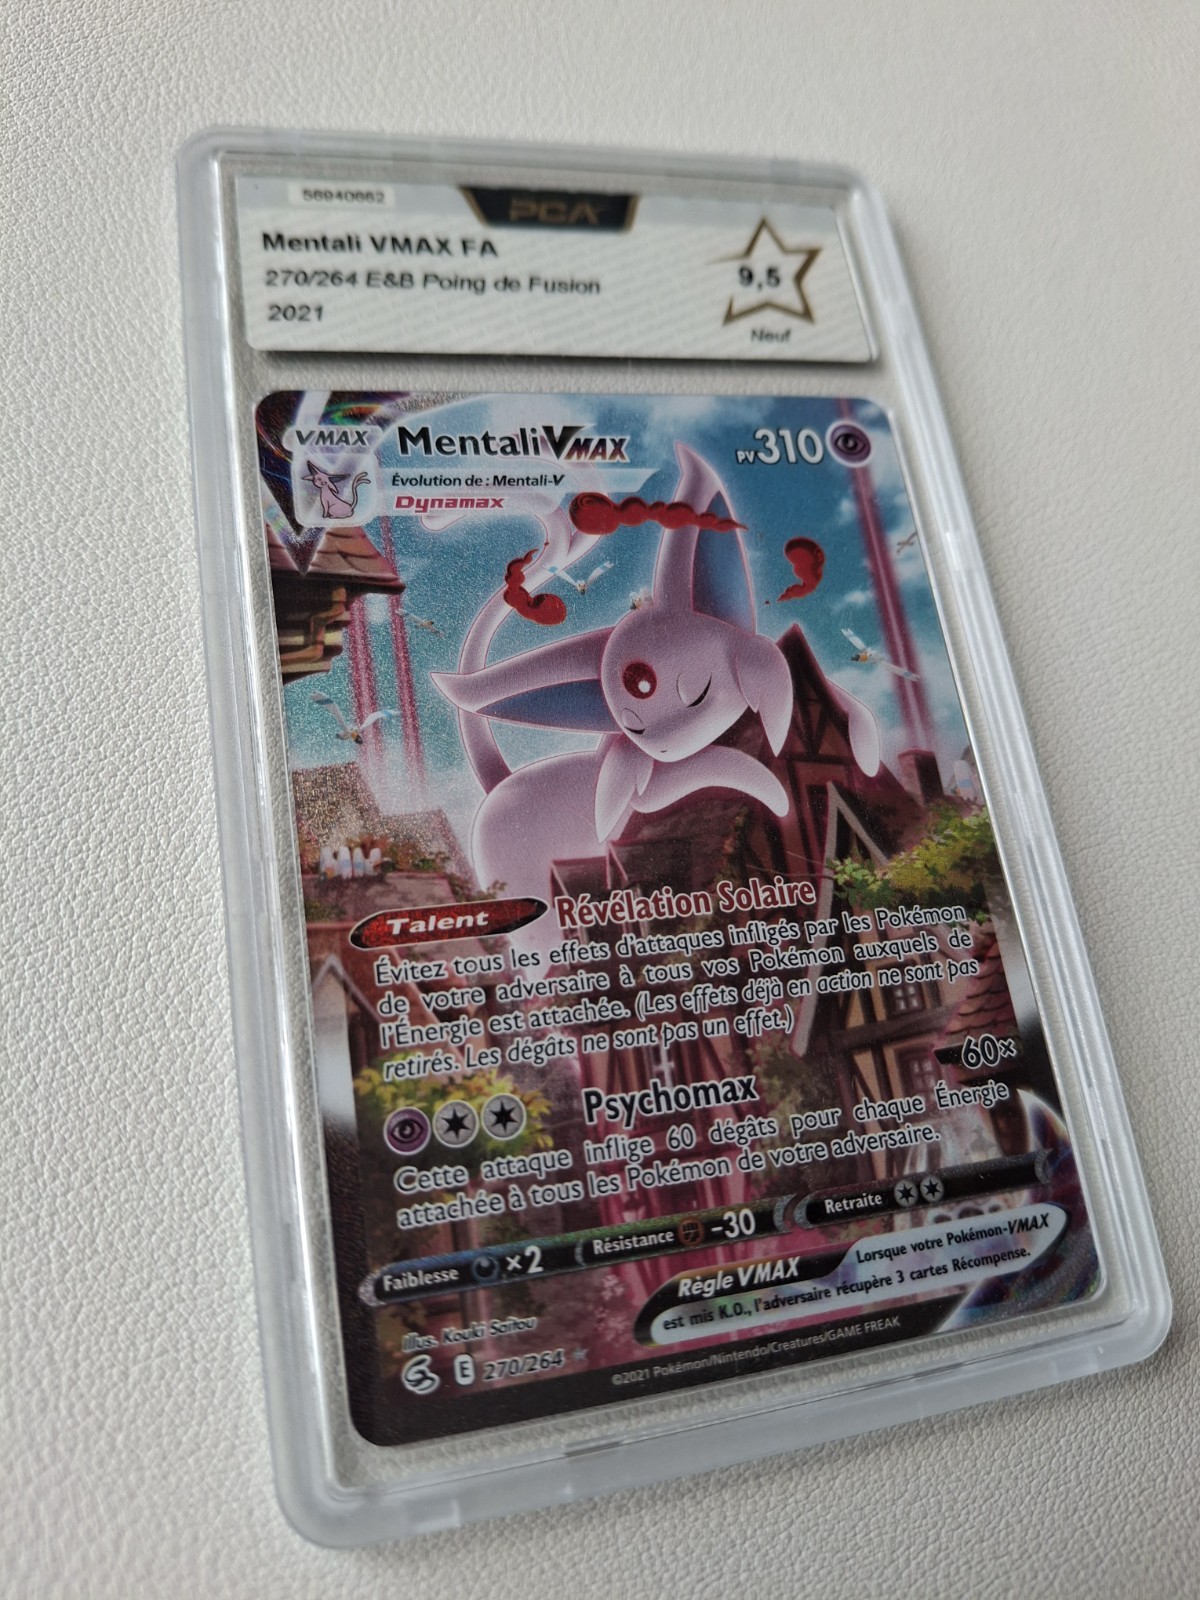 56940662
PCA
Mentali VMAX FA
270/264 E&B Poing de Fusion
2021
9,5
Neuf
VMAX
Mentali VMAX
PV 310
Évolution de : Mentali-V
Dynamax
Talent Révélation Solaire
Évitez tous les effets d'attaques infligés par les Pokémon
de votre adversaire à tous vos Pokémon auxquels de
l'Énergie est attachée. (Les effets déjà en action ne sont pas
retirés. Les dégâts ne sont pas un effet.)
Psychomax 60×
Cette attaque inflige 60 dégâts pour chaque Énergie
attachée à tous les Pokémon de votre adversaire.
Faiblesse ×2 Résistance -30 Retraite
Règle VMAX Lorsque votre Pokémon-VMAX
est mis K.O., l'adversaire récupère 3 cartes Récompense.
Illus. Kouki Saitou
E 270/264
©2021 Pokémon/Nintendo/Creatures/GAME FREAK